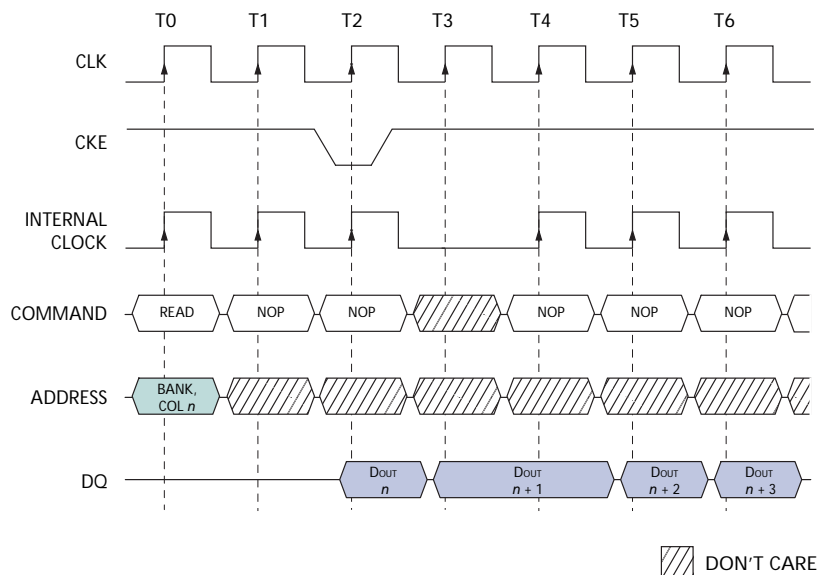 T0 T1 T2 T3 T4 T5 T6
CLK
CKE
INTERNAL
CLOCK
COMMAND READ NOP NOP NOP NOP NOP
ADDRESS BANK,
COL n
DQ DOUT DOUT DOUT DOUT
n n + 1 n + 2 n + 3
DON'T CARE